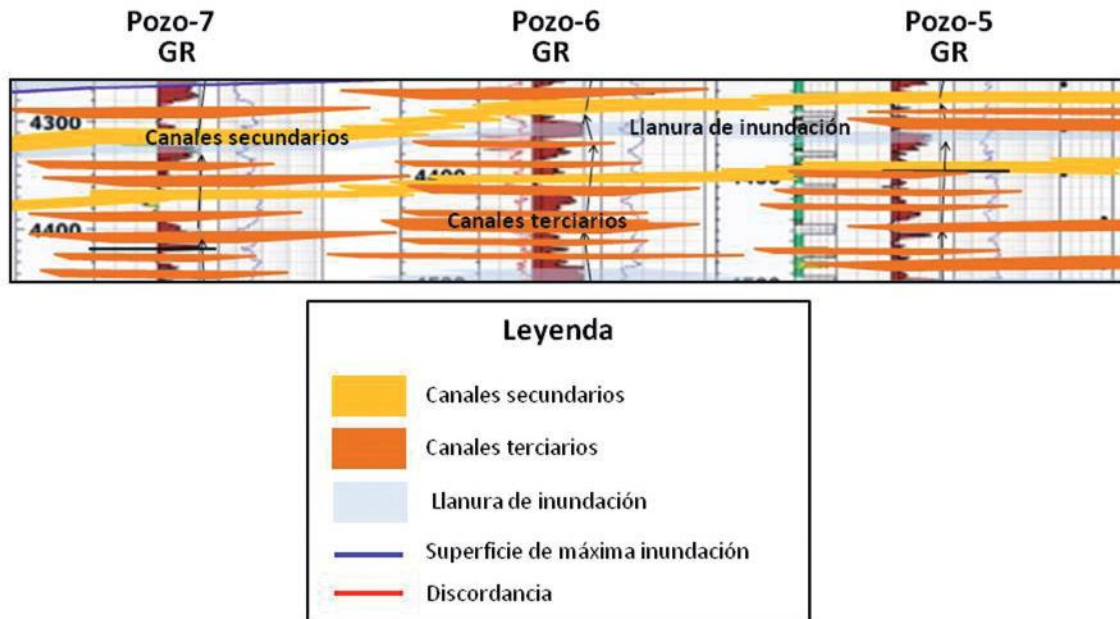 Pozo-7
GR
Pozo-6
GR
Pozo-5
GR
4300
Canales secundarios
Llanura de inundación
4400
Canales terciarios
4400
Leyenda
Canales secundarios
Canales terciarios
Llanura de inundación
Superficie de máxima inundación
Discordancia